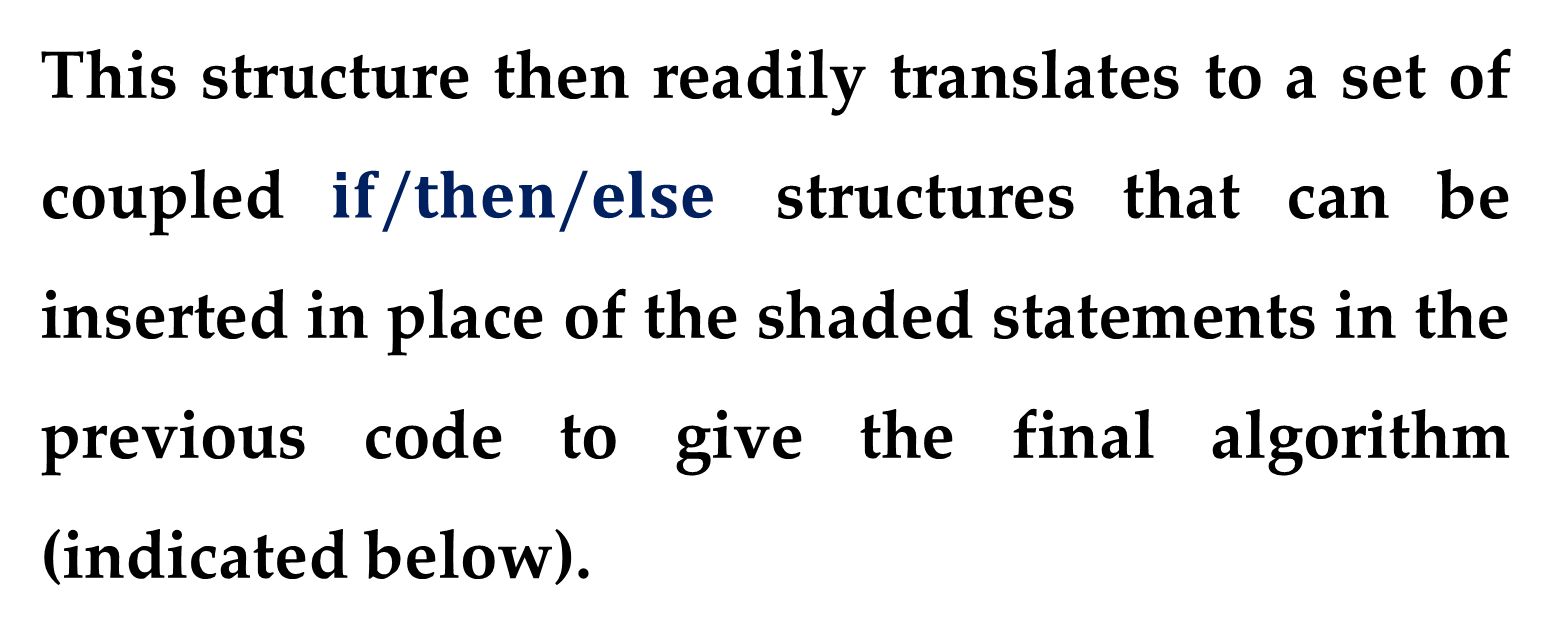 This structure then readily translates to a set of
coupled if/then/else structures that can be
inserted in place of the shaded statements in the
previous code to give the final algorithm
(indicated below).